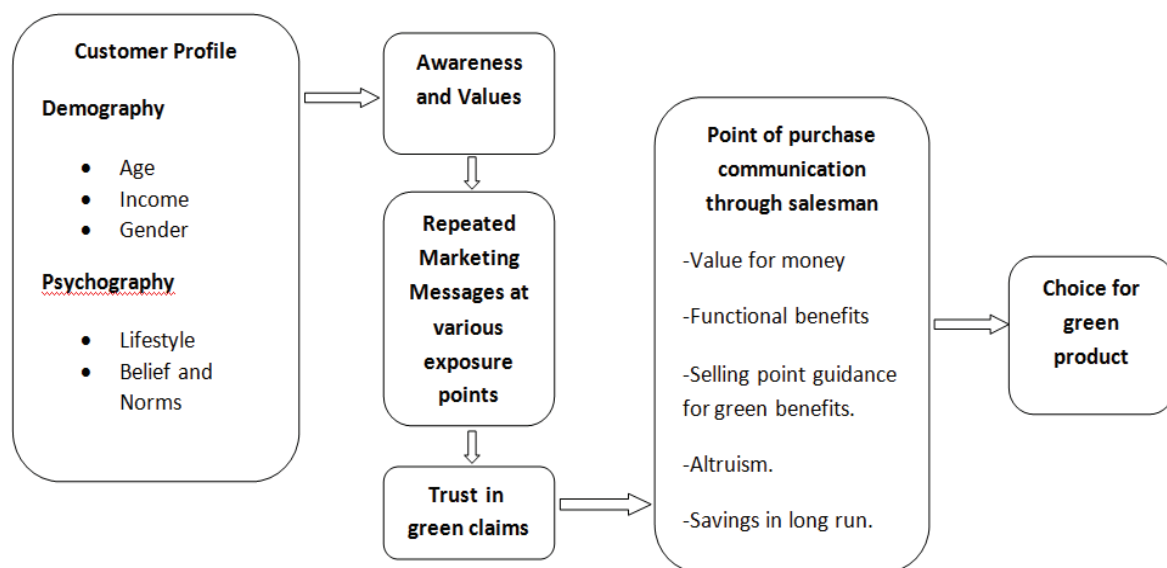 Customer Profile
Demography
• Age
• Income
• Gender
Psychography
• Lifestyle
• Belief and
Norms
Awareness
and Values
Repeated
Marketing
Messages at
various
exposure
points
Trust in
green claims
Point of purchase
communication
through salesman
-Value for money
-Functional benefits
-Selling point guidance
for green benefits.
-Altruism.
-Savings in long run.
Choice for
green
product